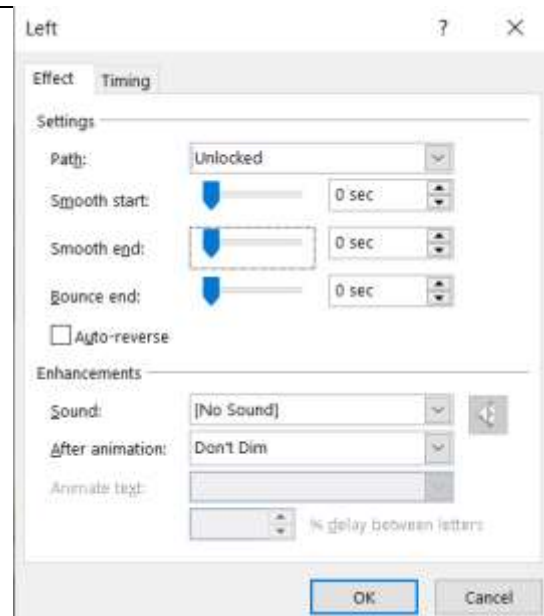 Left ?
Effect Timing
Settings
Path: Unlocked
Smooth start: 0 sec
Smooth end: 0 sec
Bounce end: 0 sec
Auto-reverse
Enhancements
Sound: [No Sound]
After animation: Don't Dim
Animate text:
% delay between letters
OK Cancel